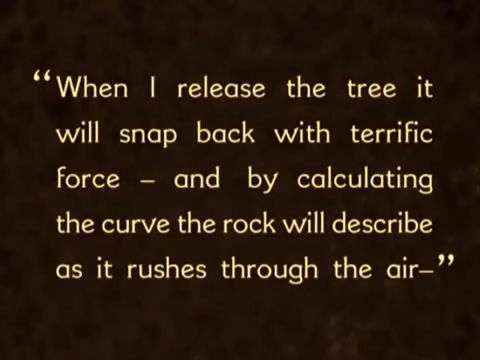 “When I release the tree it
will snap back with terrific
force – and by calculating
the curve the rock will describe
as it rushes through the air–”